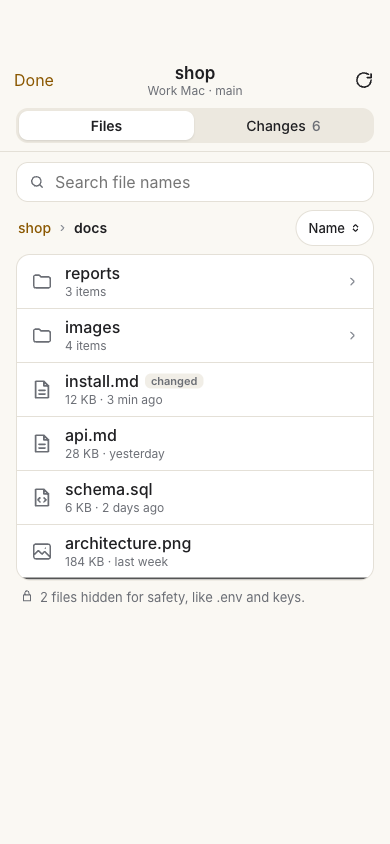 shop
Done
Work Mac · main
Files
Changes 6
Search file names
shop › docs
Name
reports
3 items
images
4 items
install.md changed
12 KB · 3 min ago
api.md
28 KB · yesterday
schema.sql
6 KB · 2 days ago
architecture.png
184 KB · last week
2 files hidden for safety, like .env and keys.